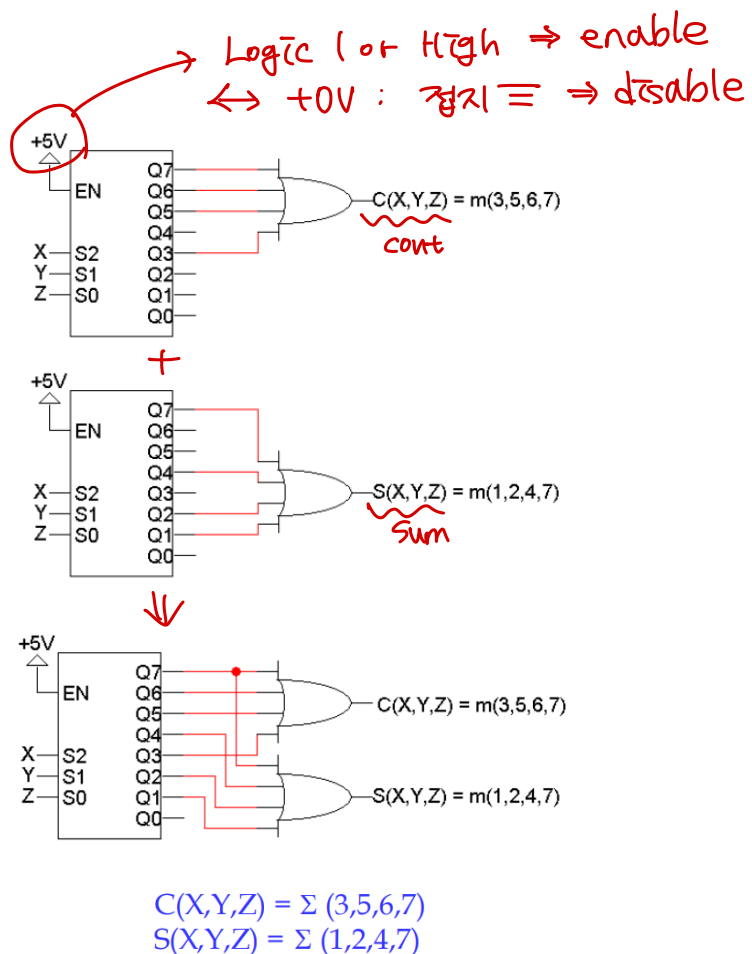 Logic 1 or High ⇒ enable
↔ +0V : 접지 ⇒ disable
+5V
EN
Q7
Q6
Q5
Q4
X S2 Q3
Y S1 Q2
Z S0 Q1
Q0
C(X,Y,Z) = m(3,5,6,7)
cout
+
+5V
EN
Q7
Q6
Q5
Q4
X S2 Q3
Y S1 Q2
Z S0 Q1
Q0
S(X,Y,Z) = m(1,2,4,7)
Sum
⇓
+5V
EN
Q7
Q6
Q5
Q4
X S2 Q3
Y S1 Q2
Z S0 Q1
Q0
C(X,Y,Z) = m(3,5,6,7)
S(X,Y,Z) = m(1,2,4,7)
C(X,Y,Z) = Σ (3,5,6,7)
S(X,Y,Z) = Σ (1,2,4,7)